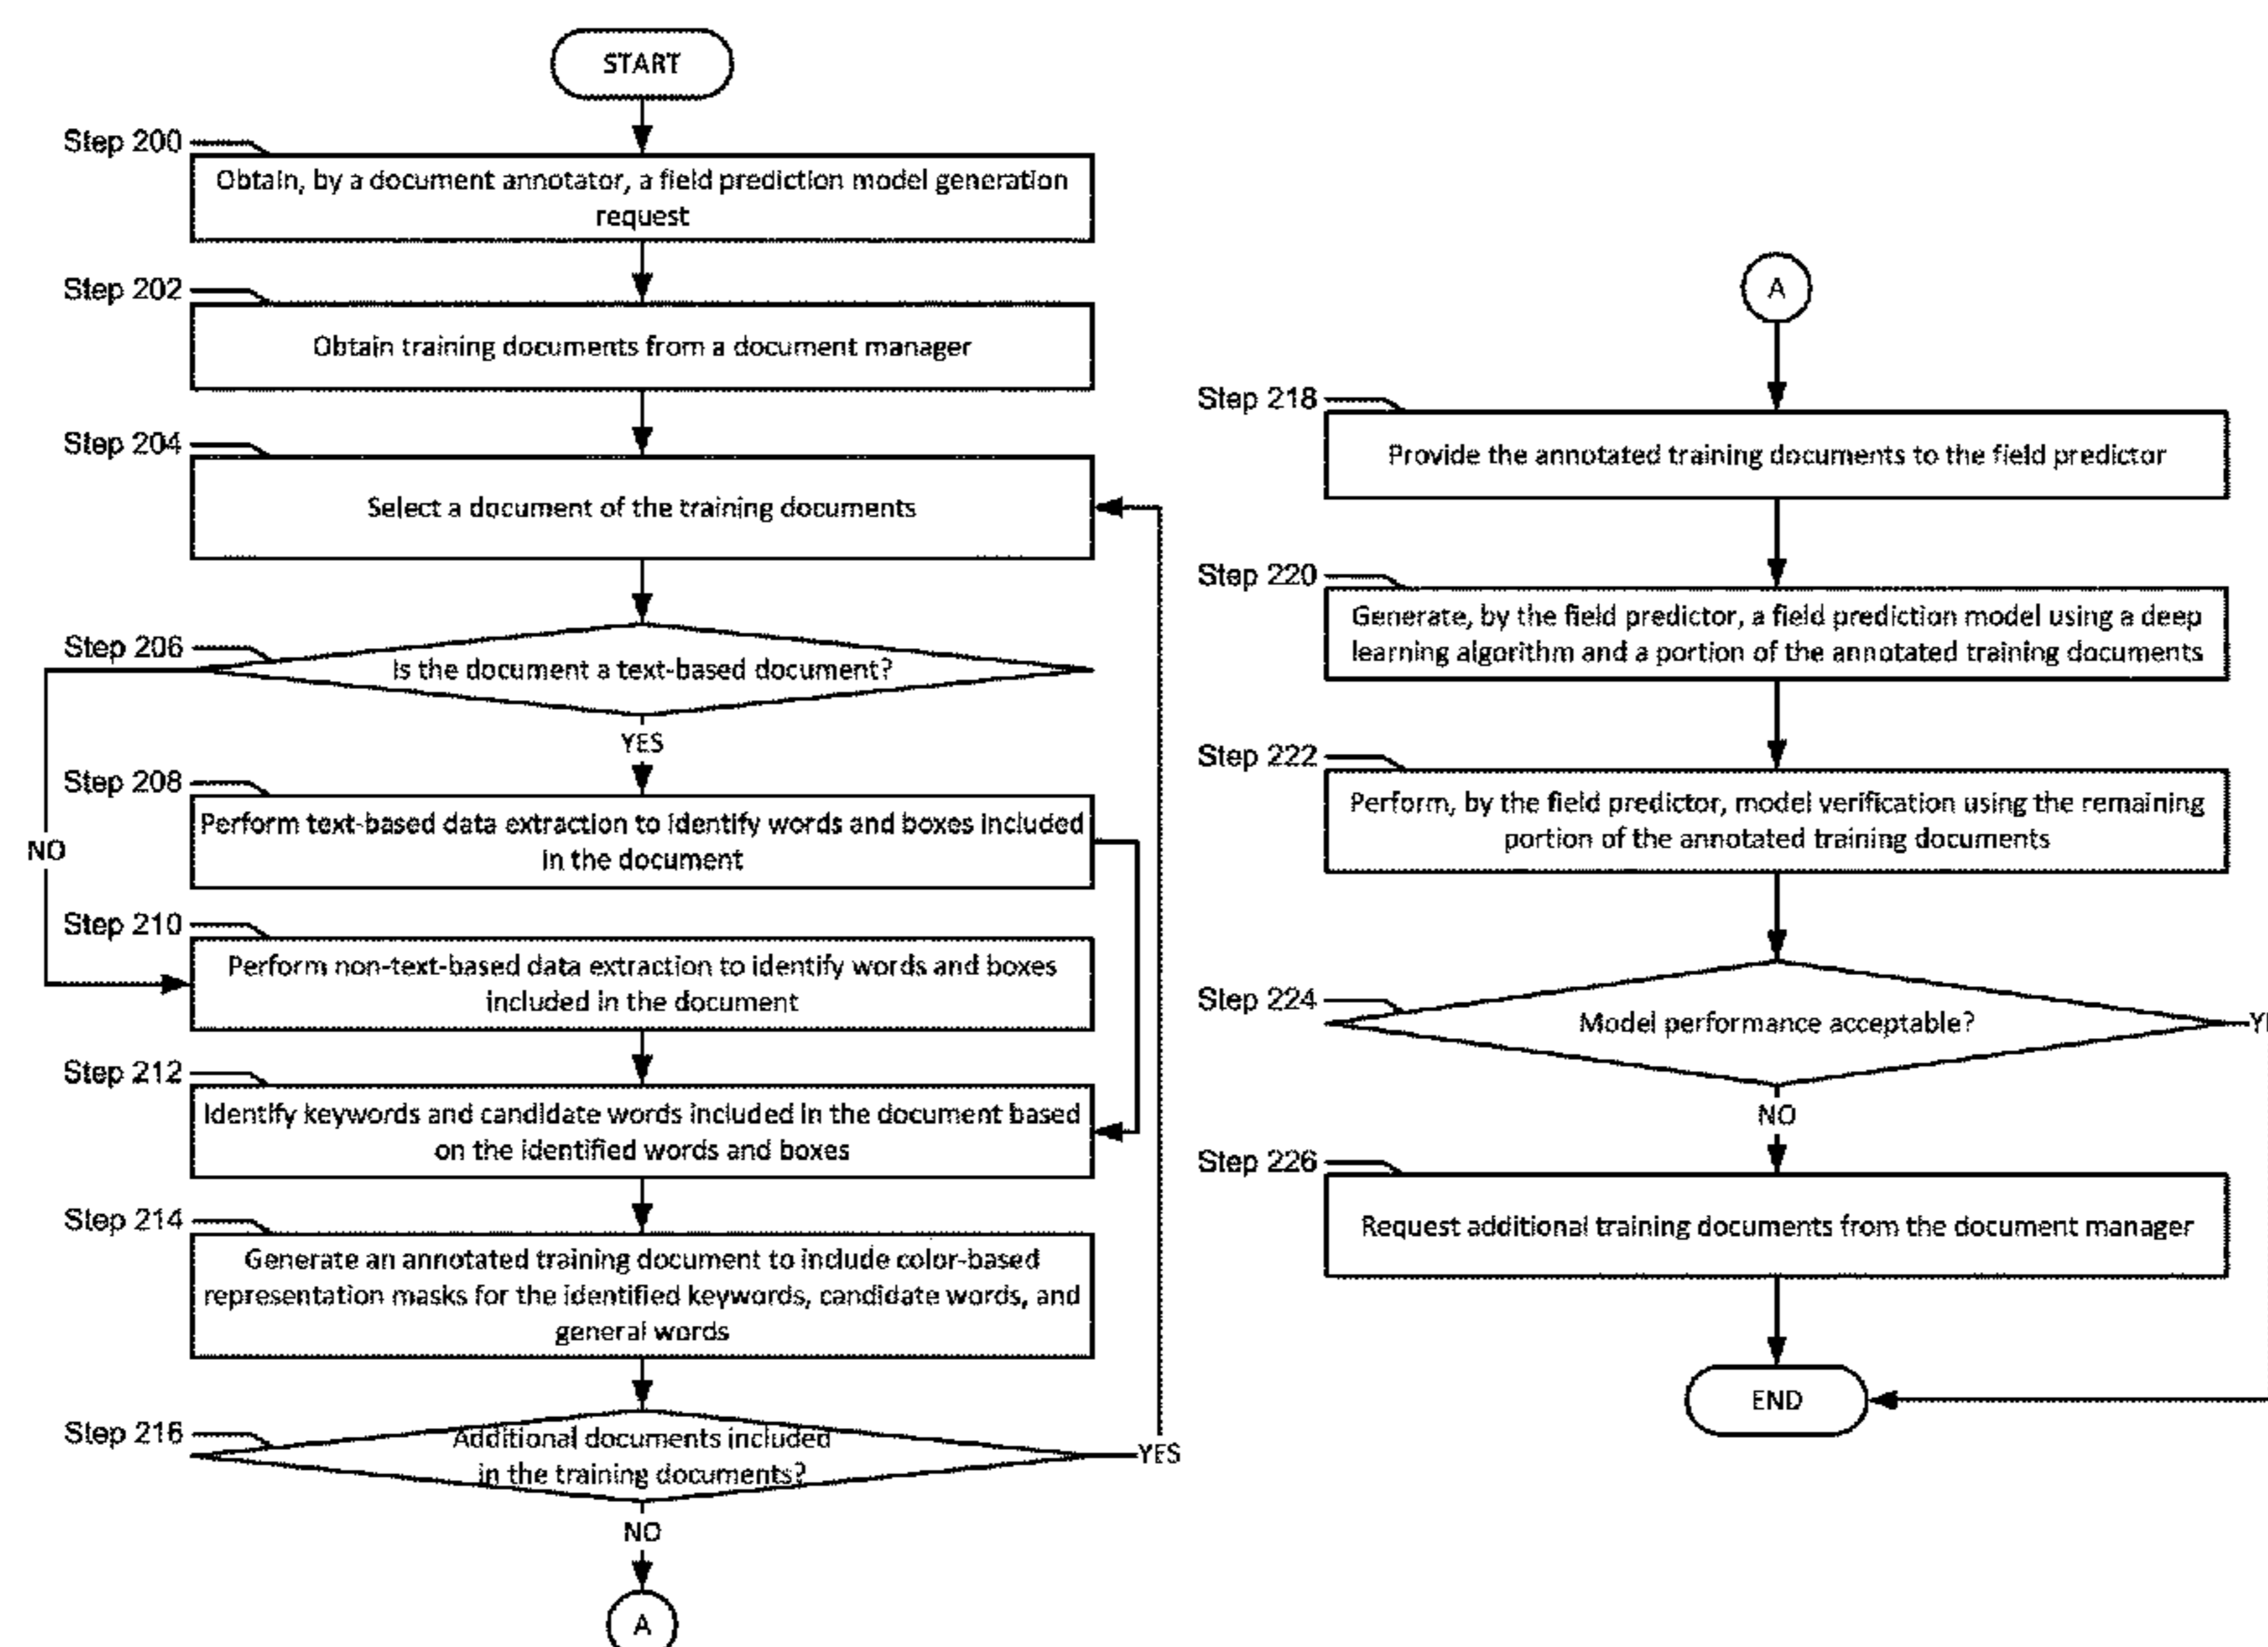 START
Step 200
Obtain, by a document annotator, a field prediction model generation
request
Step 202
Obtain training documents from a document manager
Step 204
Select a document of the training documents
Step 206
Is the document a text-based document?
YES
NO
Step 208
Perform text-based data extraction to identify words and boxes included
in the document
Step 210
Perform non-text-based data extraction to identify words and boxes
included in the document
Step 212
Identify keywords and candidate words included in the document based
on the identified words and boxes
Step 214
Generate an annotated training document to include color-based
representation masks for the identified keywords, candidate words, and
general words
Step 216
Additional documents included
in the training documents?
YES
NO
A
A
Step 218
Provide the annotated training documents to the field predictor
Step 220
Generate, by the field predictor, a field prediction model using a deep
learning algorithm and a portion of the annotated training documents
Step 222
Perform, by the field predictor, model verification using the remaining
portion of the annotated training documents
Step 224
Model performance acceptable?
NO
Step 226
Request additional training documents from the document manager
END